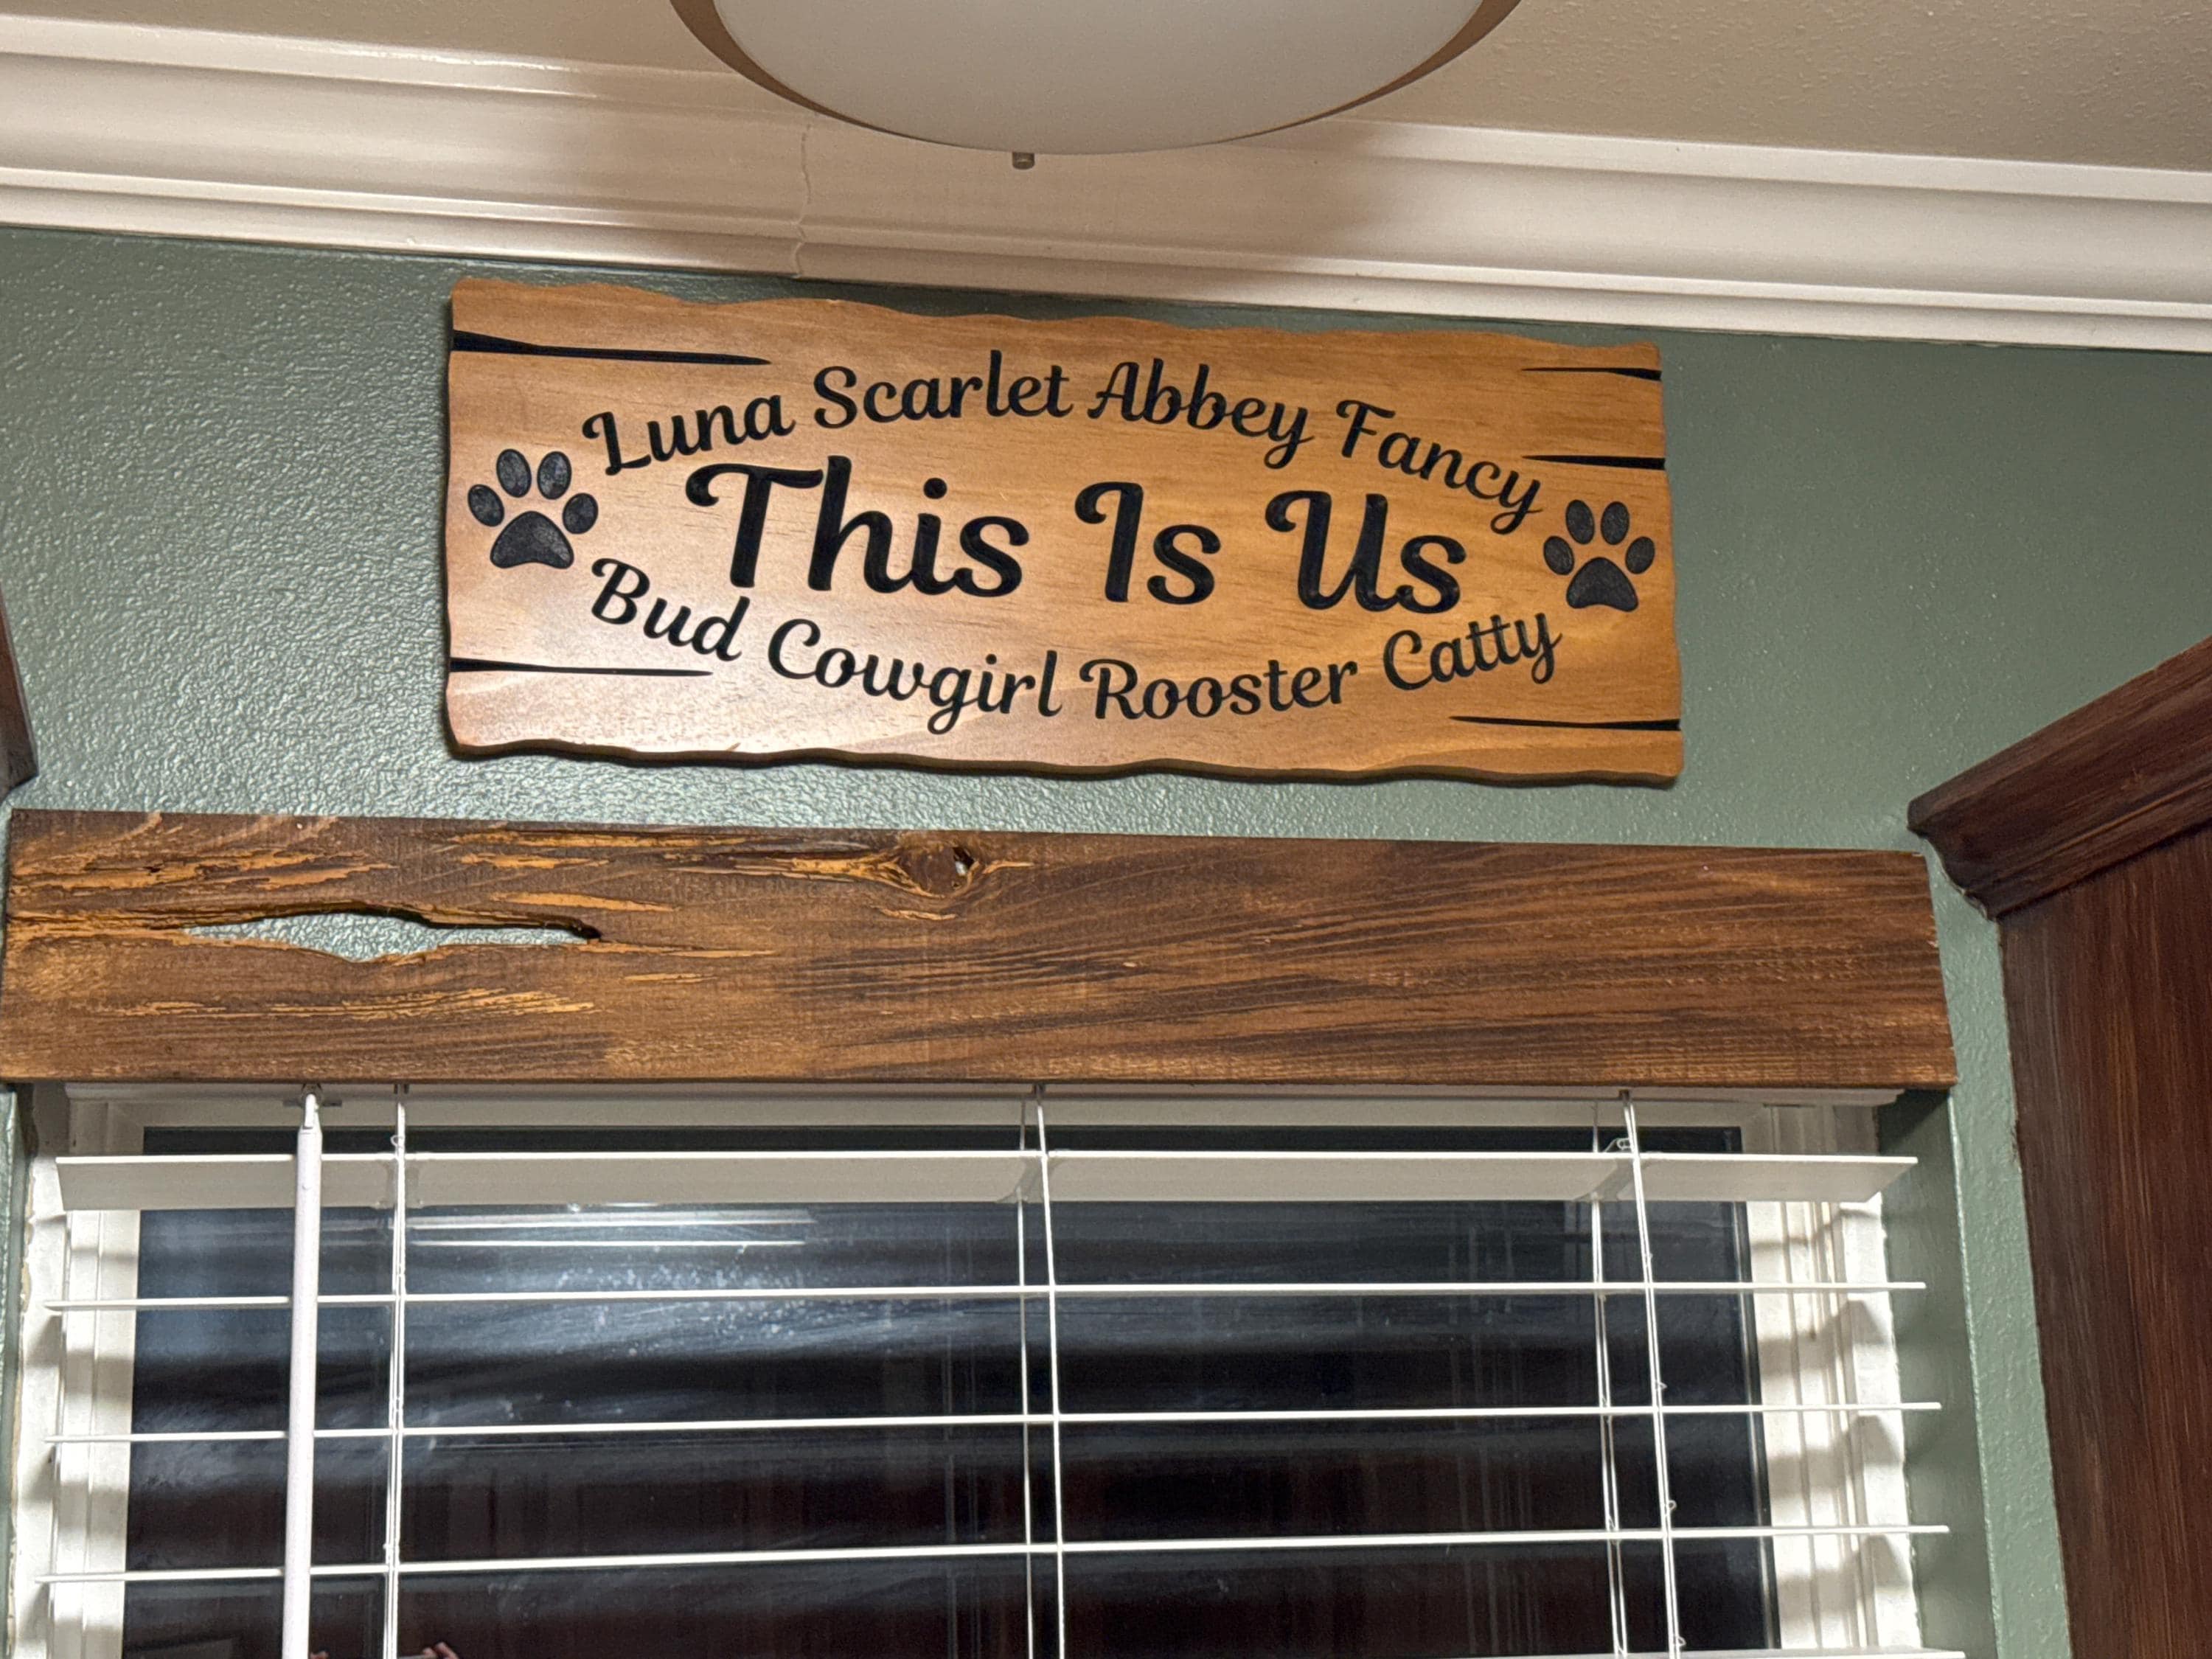 Luna Scarlet Abbey Fancy
This Is Us
Bud Cowgirl Rooster Catty